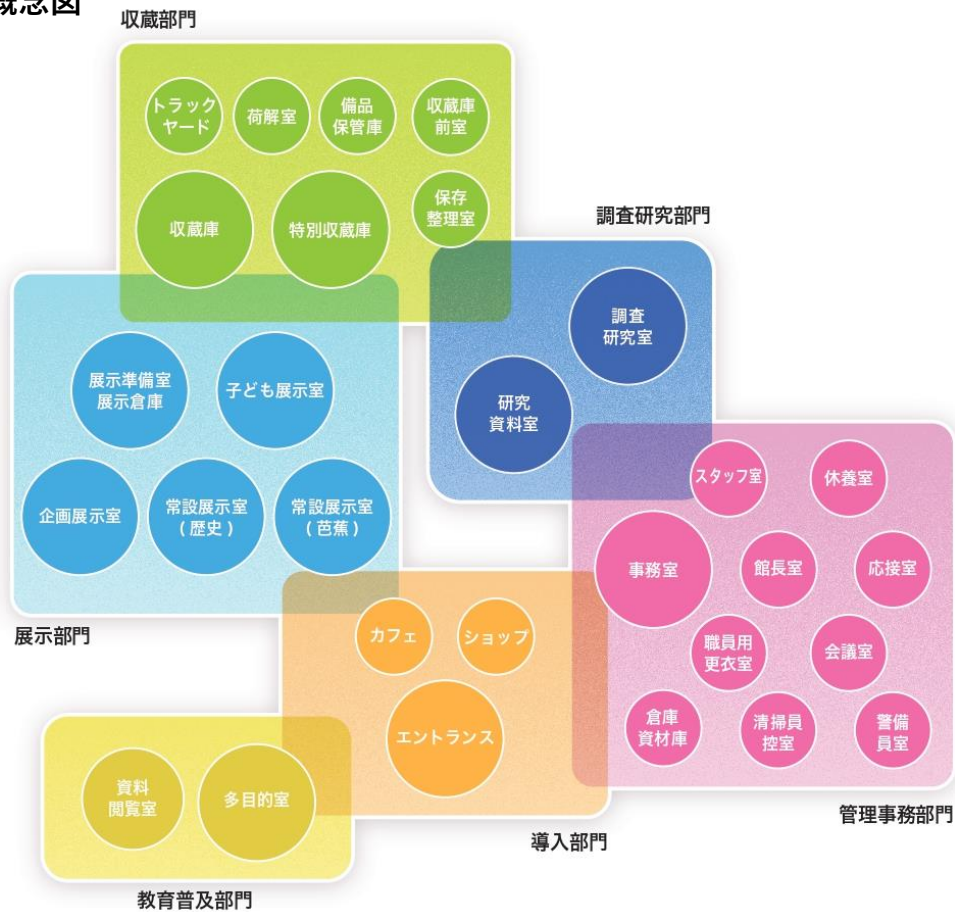 概念図
収蔵部門
トラック
ヤード
荷解室
備品
保管庫
収蔵庫
前室
収蔵庫
特別収蔵庫
保存
整理室
調査研究部門
調査
研究室
研究
資料室
展示準備室
展示倉庫
子ども展示室
企画展示室
常設展示室
(歴史)
常設展示室
(芭蕉)
展示部門
スタッフ室
休養室
事務室
館長室
応接室
職員用
更衣室
会議室
倉庫
資材庫
清掃員
控室
警備
員室
管理事務部門
カフェ
ショップ
エントランス
導入部門
資料
閲覧室
多目的室
教育普及部門